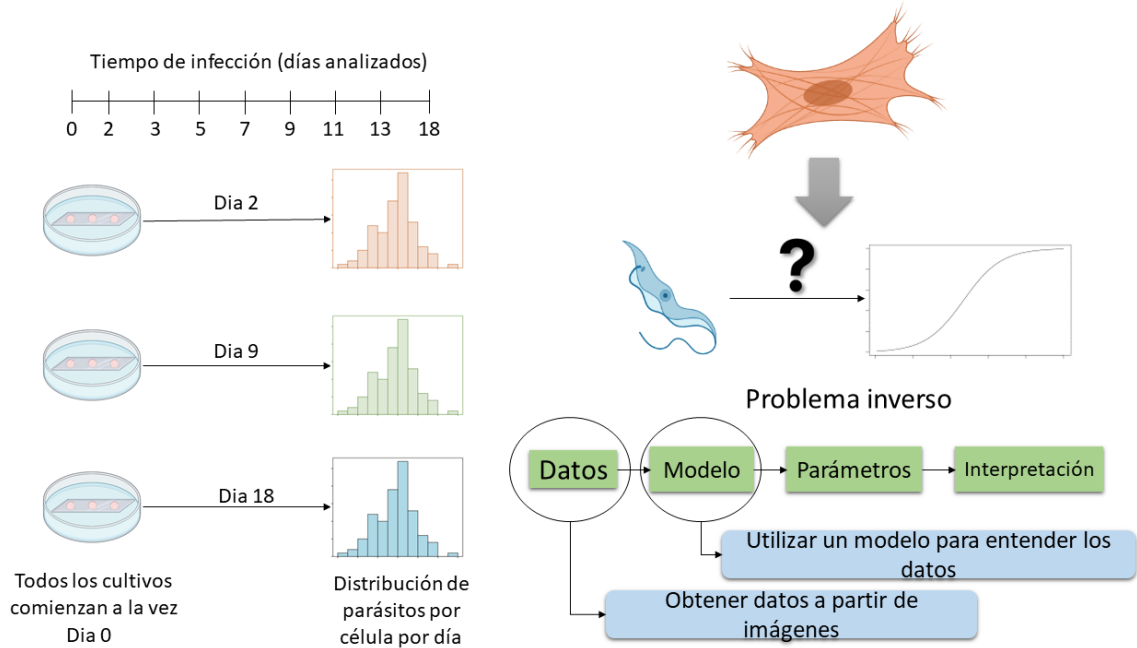 Tiempo de infección (días analizados)
0 2 3 5 7 9 11 13 18
Dia 2
Dia 9
Dia 18
Todos los cultivos
comienzan a la vez
Dia 0
Distribución de
parásitos por
célula por día
?
Problema inverso
Datos
Modelo
Parámetros
Interpretación
Utilizar un modelo para entender los
datos
Obtener datos a partir de
imágenes